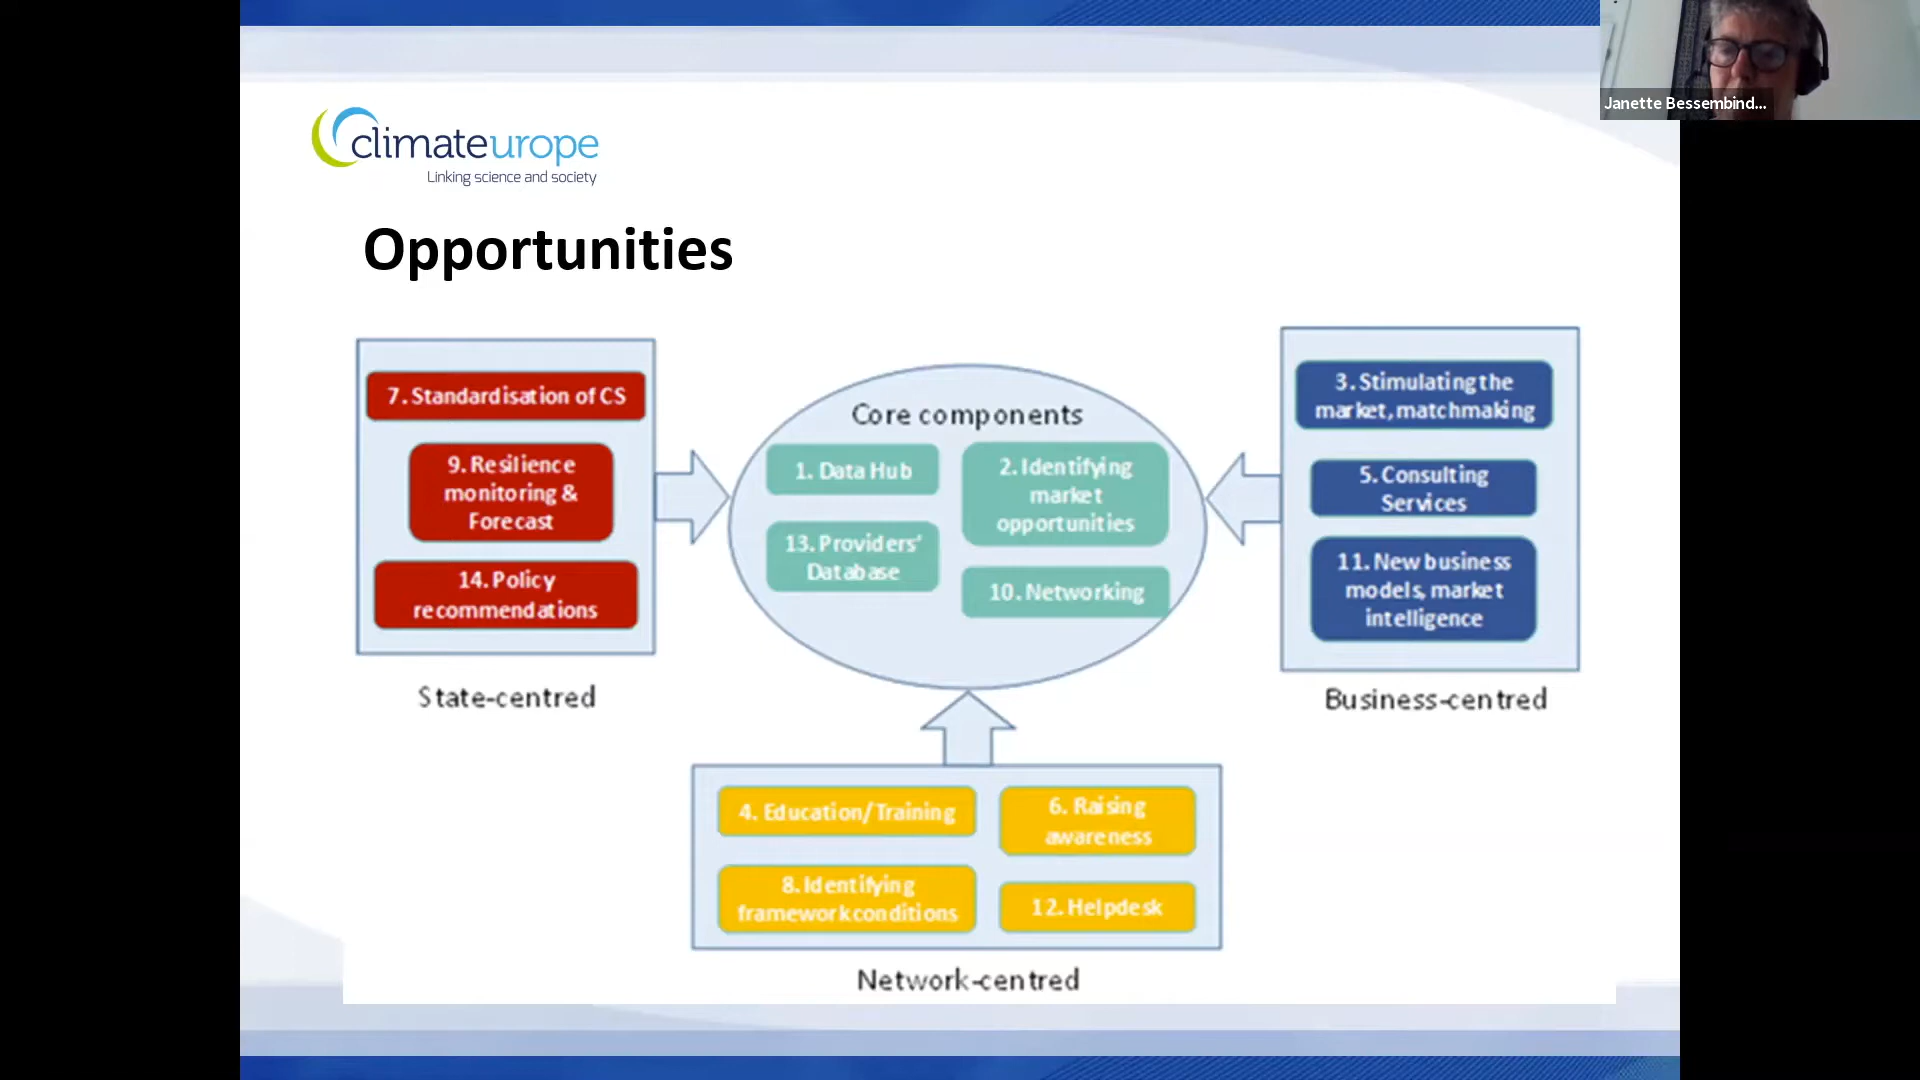 climateurope
Linking science and society
Janette Bessembind...
Opportunities
7. Standardisation of CS
9. Resilience
monitoring &
Forecast
14. Policy
recommendations
State-centred
Core components
1. Data Hub
2. Identifying
market
opportunities
13. Providers'
Database
10. Networking
3. Stimulating the
market, matchmaking
5. Consulting
Services
11. New business
models, market
intelligence
Business-centred
4. Education/Training
6. Raising
awareness
8. Identifying
framework conditions
12. Helpdesk
Network-centred